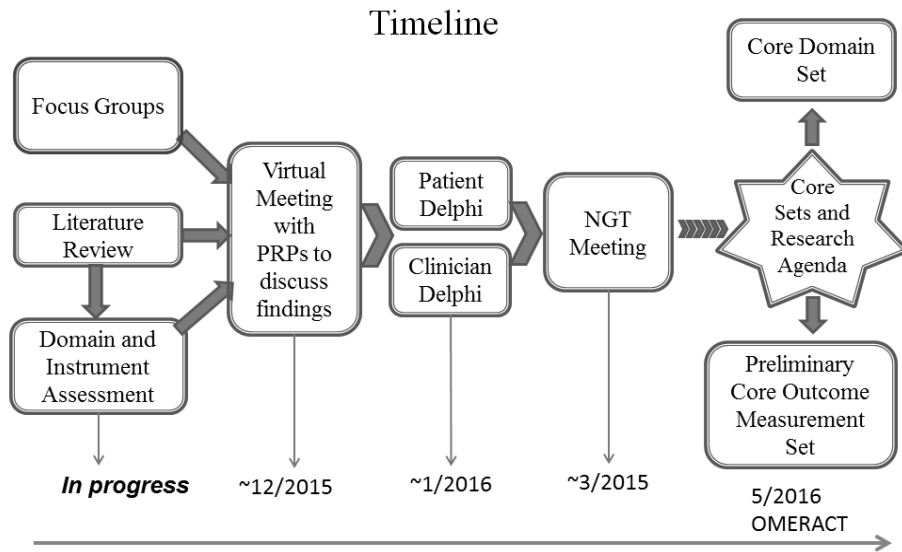 Timeline
Focus Groups
Literature
Review
Domain and
Instrument
Assessment
Virtual
Meeting
with
PRPs to
discuss
findings
Patient
Delphi
Clinician
Delphi
NGT
Meeting
Core Domain
Set
Core
Sets and
Research
Agenda
Preliminary
Core Outcome
Measurement
Set
In progress
~12/2015
~1/2016
~3/2015
5/2016
OMERACT